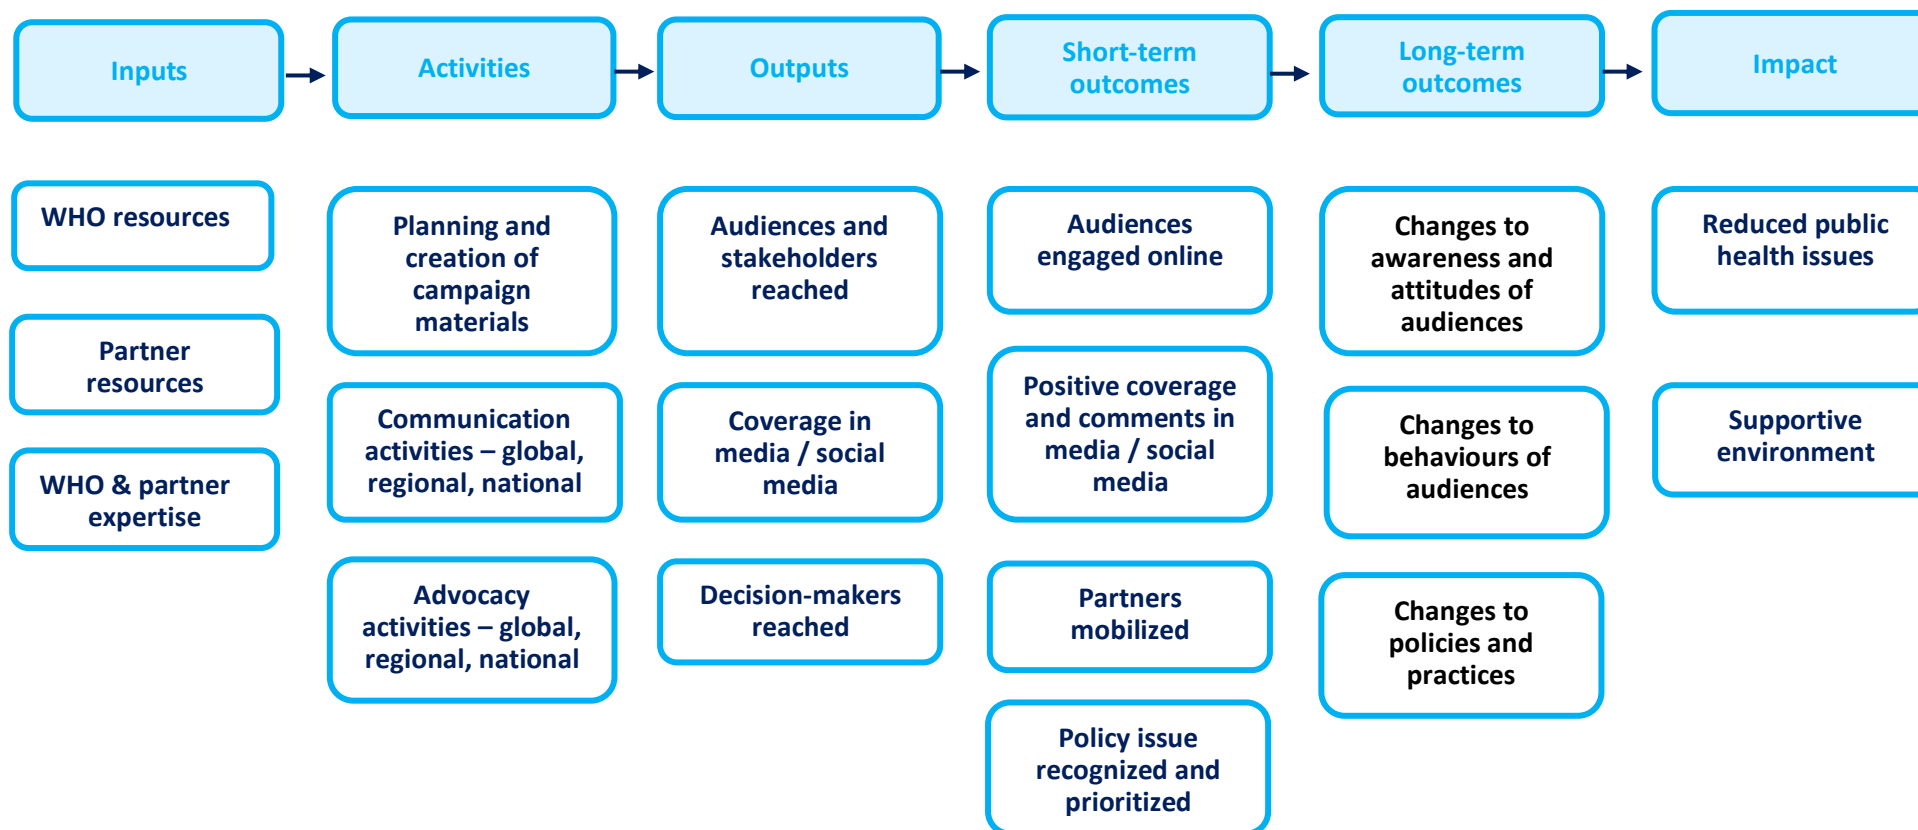 Inputs
Activities
Outputs
Short-term
outcomes
Long-term
outcomes
Impact
WHO resources
Partner
resources
WHO & partner
expertise
Planning and
creation of
campaign
materials
Communication
activities – global,
regional, national
Advocacy
activities – global,
regional, national
Audiences and
stakeholders
reached
Coverage in
media / social
media
Decision-makers
reached
Audiences
engaged online
Positive coverage
and comments in
media / social
media
Partners
mobilized
Policy issue
recognized and
prioritized
Changes to
awareness and
attitudes of
audiences
Changes to
behaviours of
audiences
Changes to
policies and
practices
Reduced public
health issues
Supportive
environment